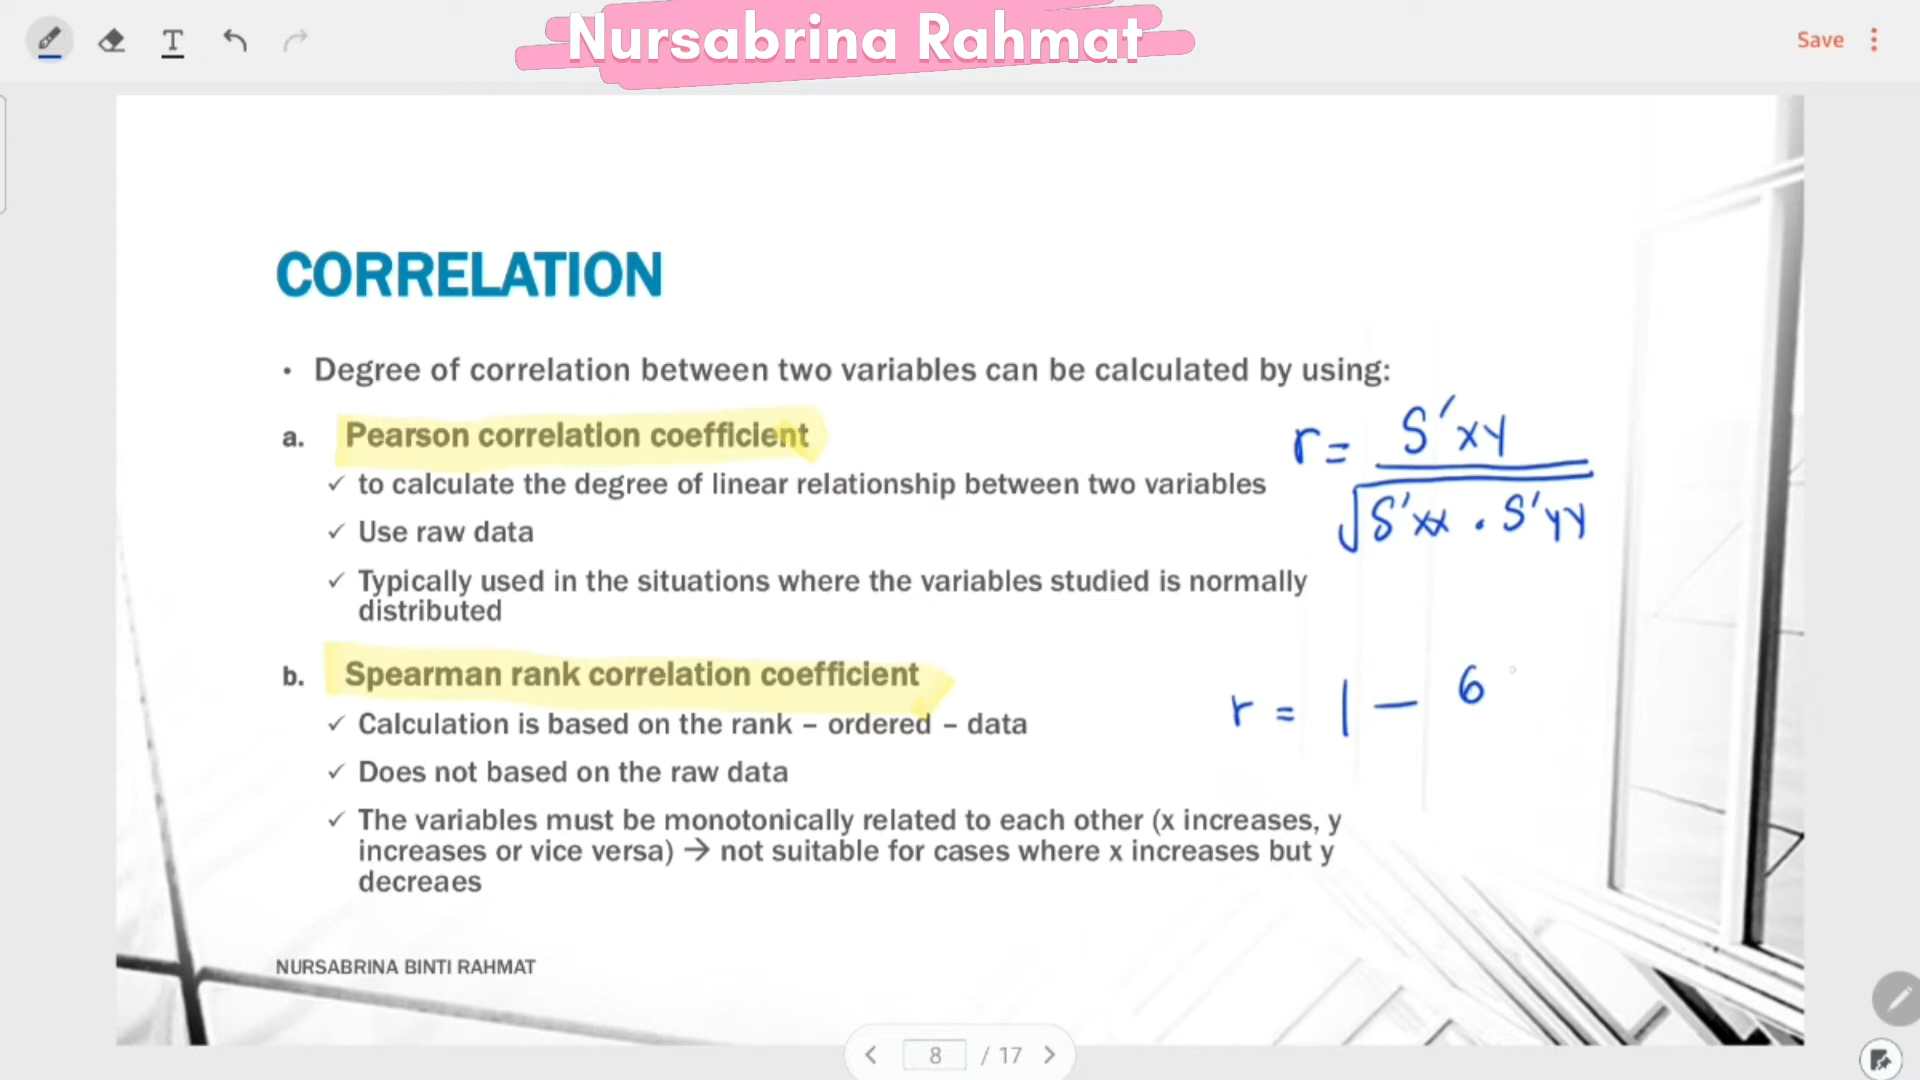 T
Nursabrina Rahmat
Save
CORRELATION
• Degree of correlation between two variables can be calculated by using:
a. Pearson correlation coefficient
r = S'xy / √S'xx . S'yy
✓ to calculate the degree of linear relationship between two variables
✓ Use raw data
✓ Typically used in the situations where the variables studied is normally
distributed
b. Spearman rank correlation coefficient
r = 1 − 6
✓ Calculation is based on the rank – ordered – data
✓ Does not based on the raw data
✓ The variables must be monotonically related to each other (x increases, y
increases or vice versa) → not suitable for cases where x increases but y
decreaes
NURSABRINA BINTI RAHMAT
8 / 17